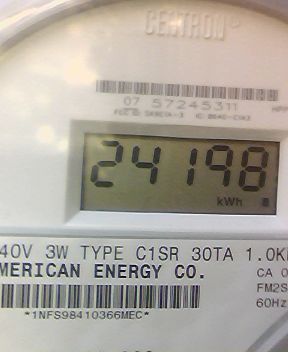 CENTRON®
07 57245311
24198
kWh
40V 3W TYPE C1SR 30TA 1.0K
MERICAN ENERGY CO.
CA 0
FM2S
60Hz
*1NFS98410366MEC*